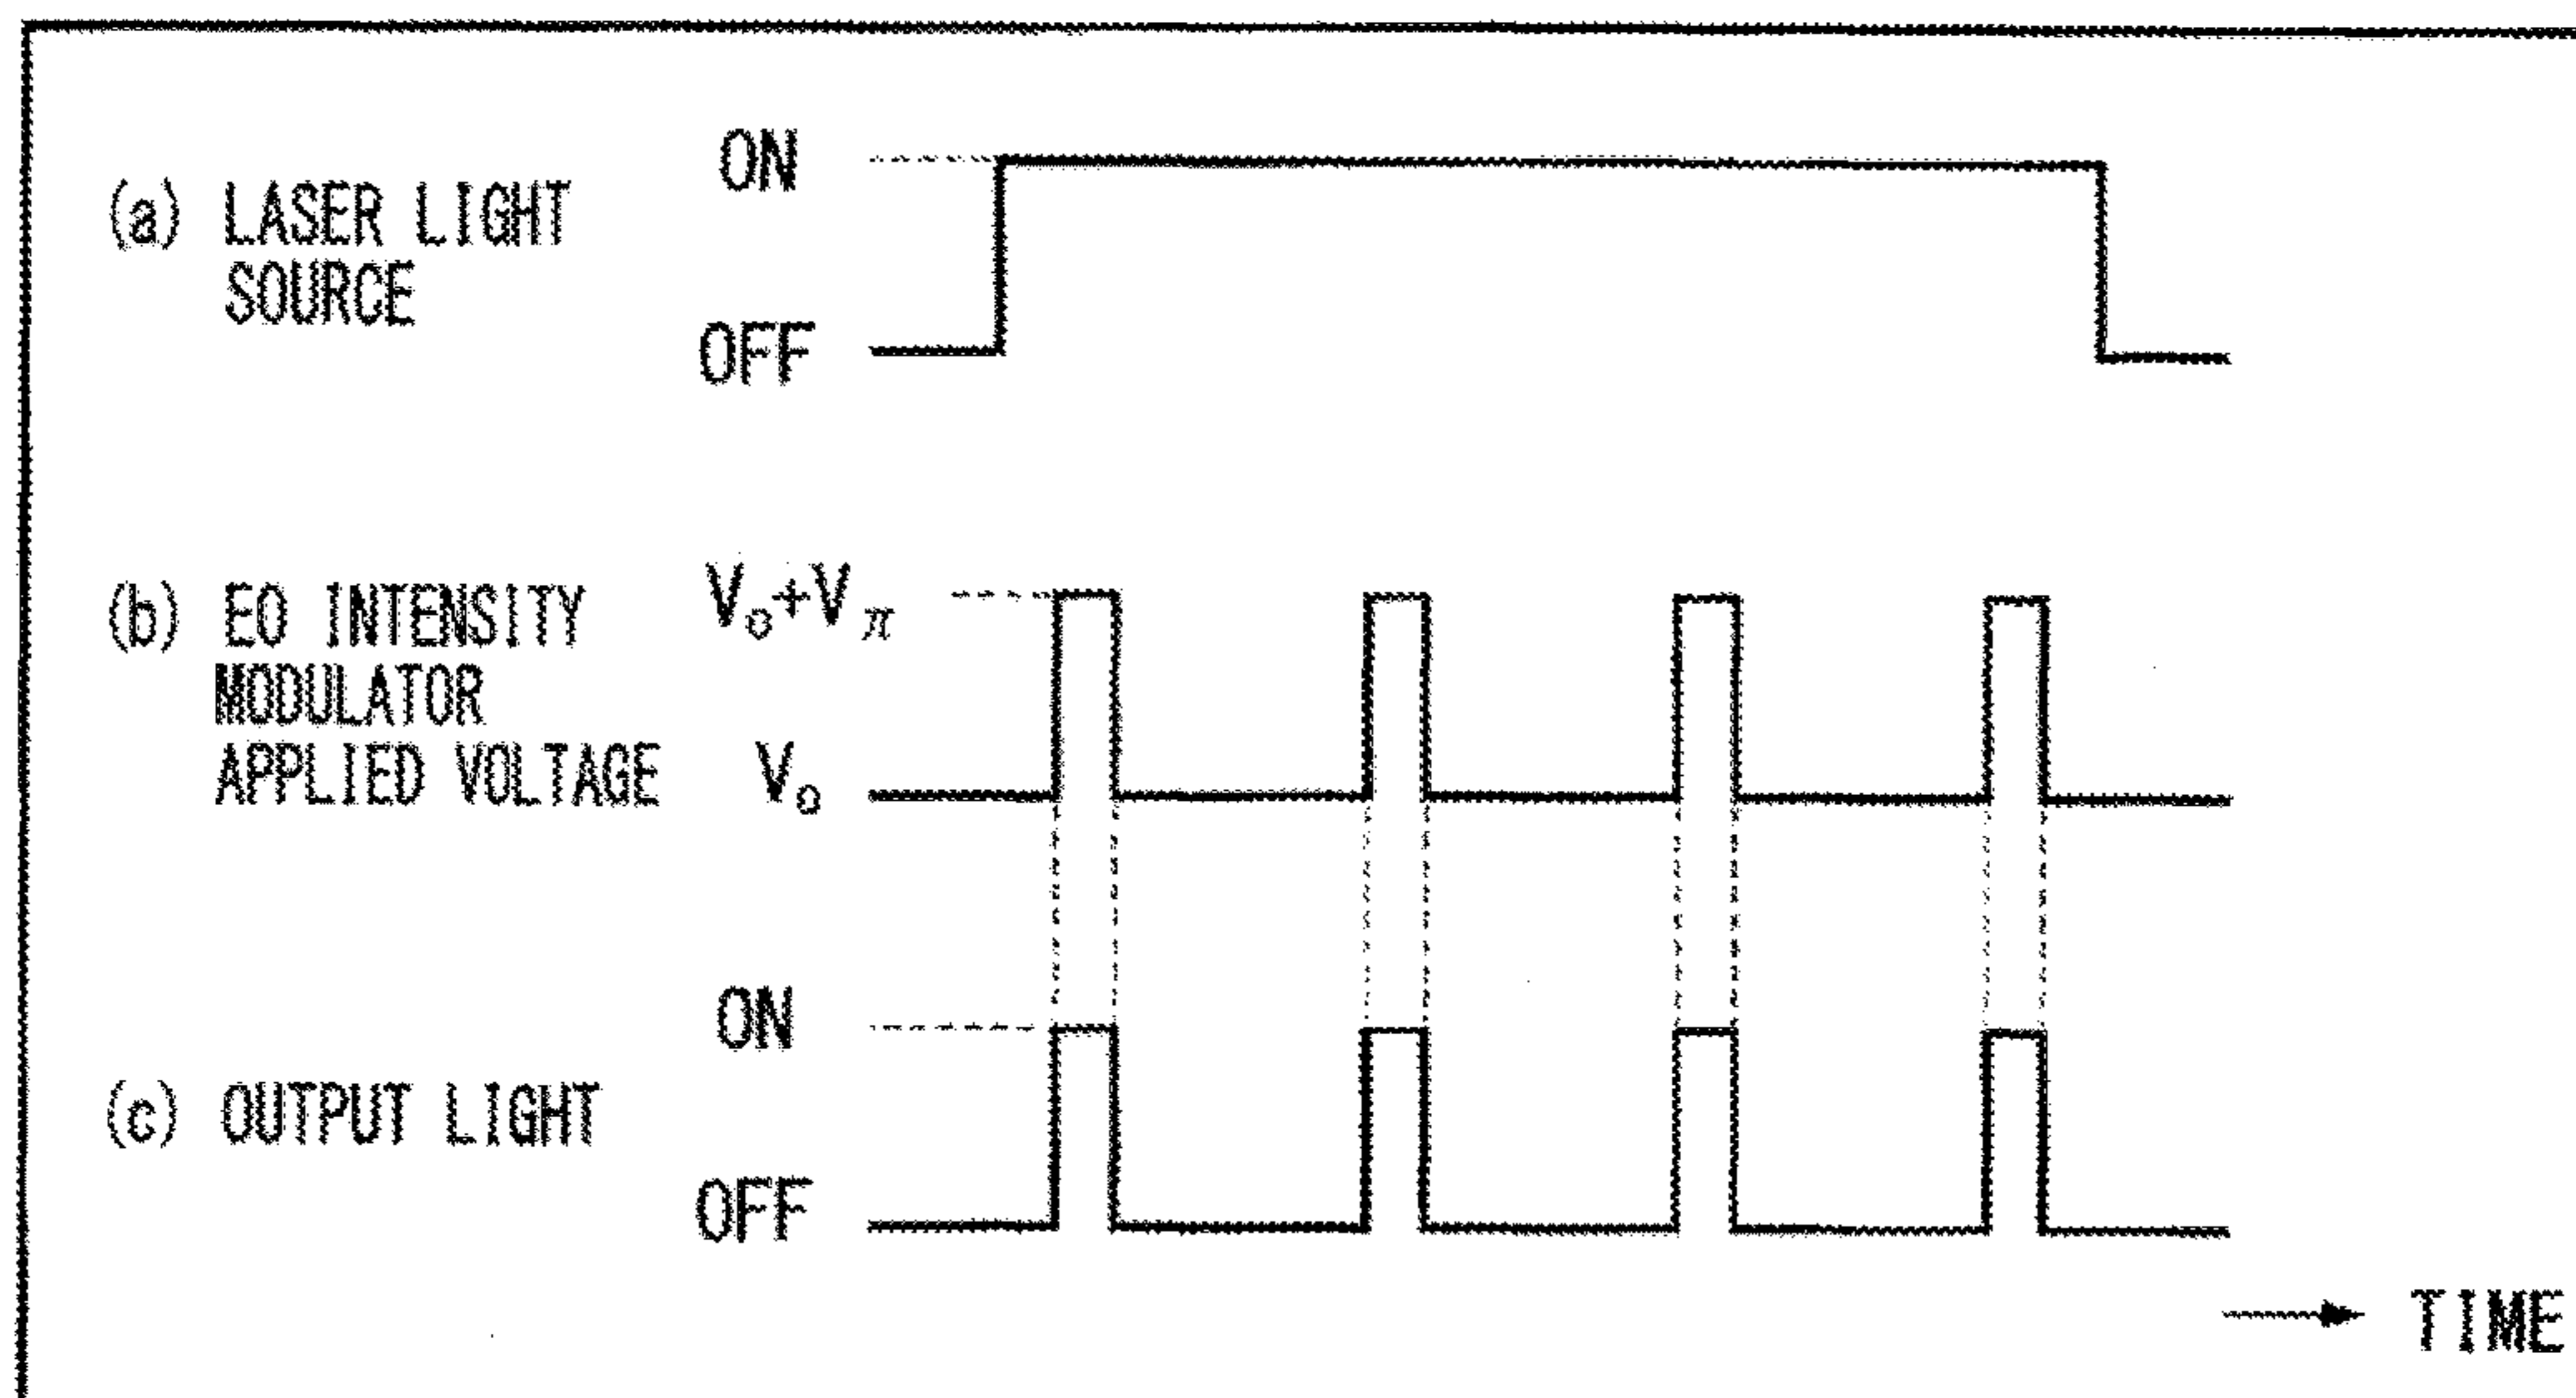 ON
(a) LASER LIGHT
SOURCE
OFF
(b) EO INTENSITY
MODULATOR
APPLIED VOLTAGE
V₀+Vπ
V₀
ON
(c) OUTPUT LIGHT
OFF
TIME